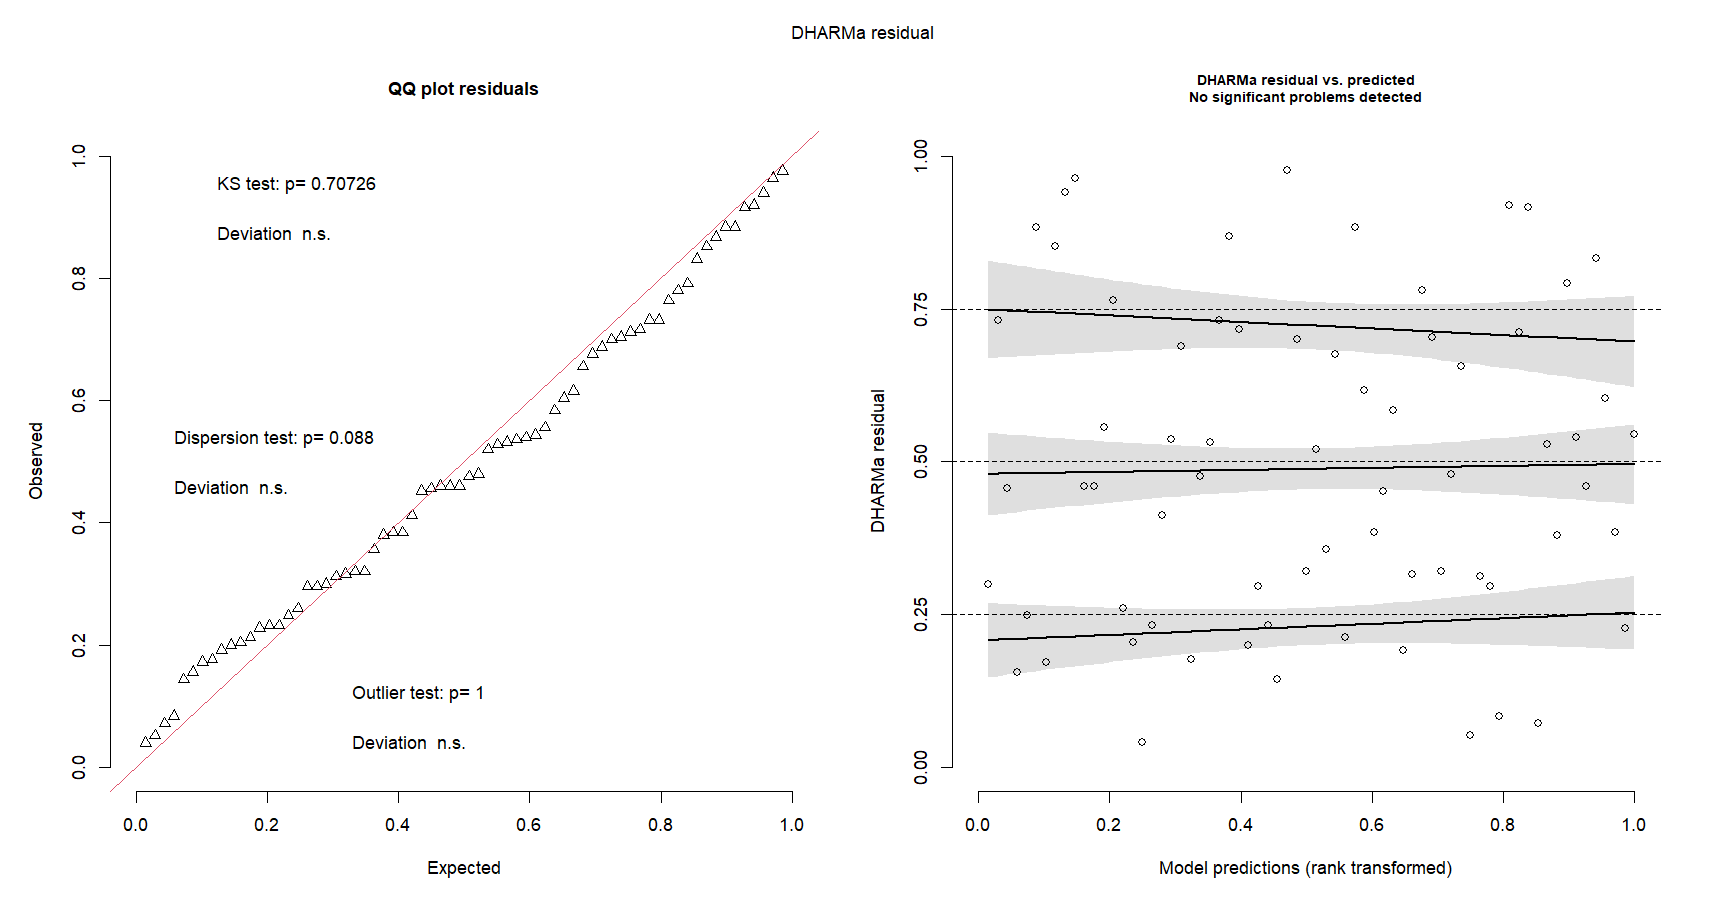 DHARMa residual
QQ plot residuals
KS test: p= 0.70726
Deviation n.s.
Dispersion test: p= 0.088
Deviation n.s.
Outlier test: p= 1
Deviation n.s.
Observed
0.0
0.2
0.4
0.6
0.8
1.0
0.0 0.2 0.4 0.6 0.8 1.0
Expected
DHARMa residual vs. predicted
No significant problems detected
DHARMa residual
0.00
0.25
0.50
0.75
1.00
0.0 0.2 0.4 0.6 0.8 1.0
Model predictions (rank transformed)